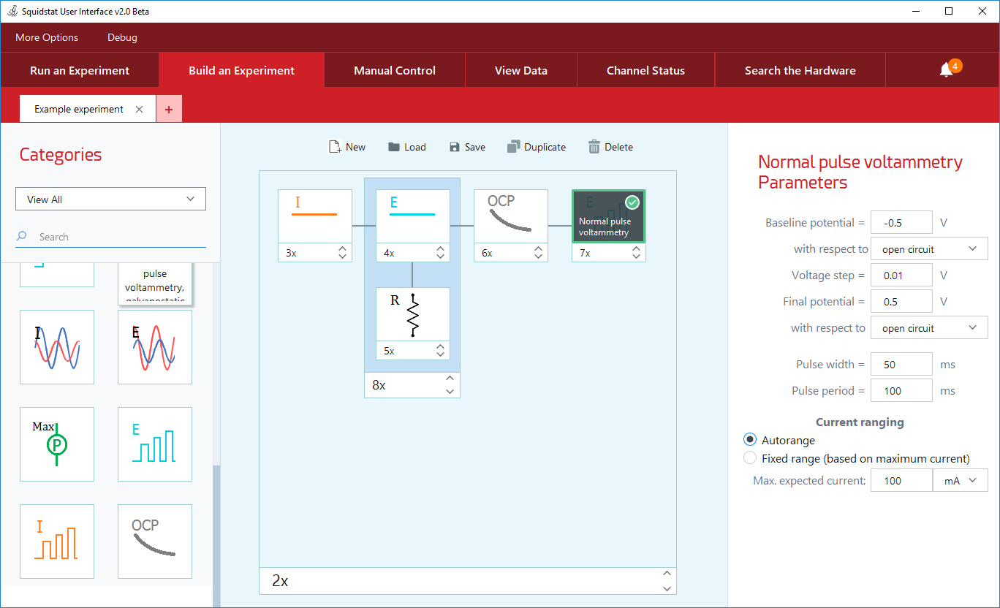 Squidstat User Interface v2.0 Beta
More Options Debug
Run an Experiment Build an Experiment Manual Control View Data Channel Status Search the Hardware 4
Example experiment
+
Categories
View All
Search
pulse
voltammetry,
galvanostatic
I
E
Max
P
E
I
OCP
New Load Save Duplicate Delete
I
3x
E
4x
OCP
6x
E
Normal pulse
voltammetry
7x
R
5x
8x
2x
Normal pulse voltammetry
Parameters
Baseline potential = -0.5 V
with respect to open circuit
Voltage step = 0.01 V
Final potential = 0.5 V
with respect to open circuit
Pulse width = 50 ms
Pulse period = 100 ms
Current ranging
Autorange
Fixed range (based on maximum current)
Max. expected current: 100 mA